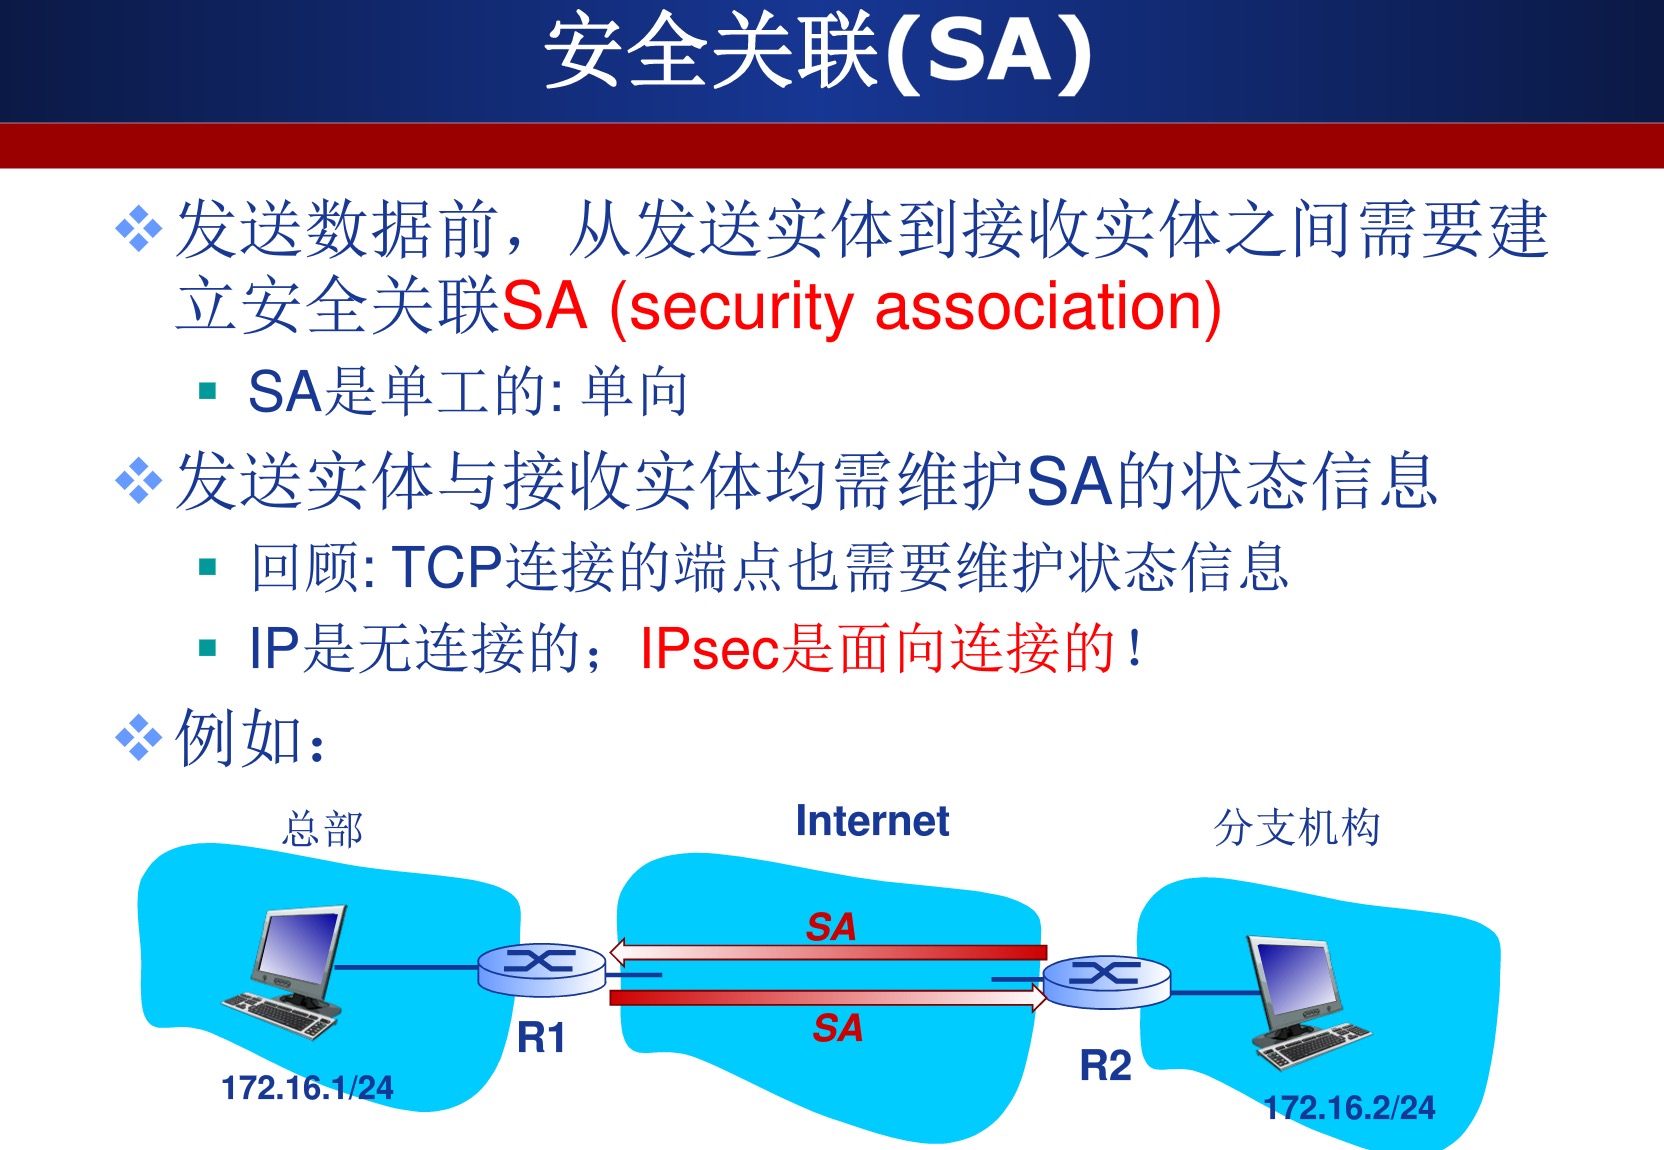 安全关联(SA)
发送数据前，从发送实体到接收实体之间需要建
立安全关联SA (security association)
SA是单工的: 单向
发送实体与接收实体均需维护SA的状态信息
回顾: TCP连接的端点也需要维护状态信息
IP是无连接的；IPsec是面向连接的！
例如：
总部
Internet
分支机构
SA
SA
R1
R2
172.16.1/24
172.16.2/24